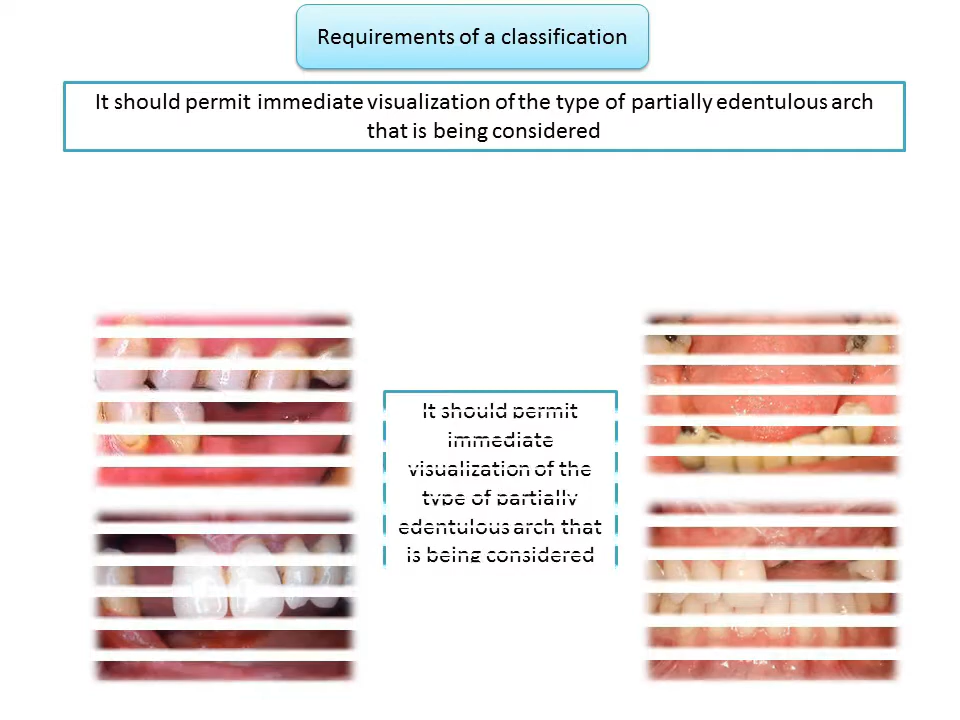 Requirements of a classification
It should permit immediate visualization of the type of partially edentulous arch
that is being considered
It should permit
immediate
visualization of the
type of partially
edentulous arch that
is being considered